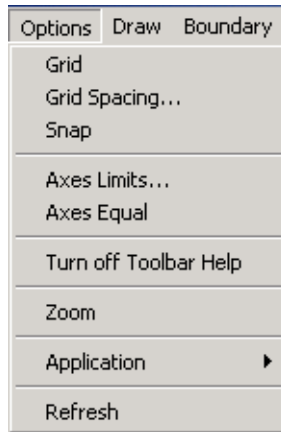 Options Draw Boundary
Grid
Grid Spacing...
Snap
Axes Limits...
Axes Equal
Turn off Toolbar Help
Zoom
Application
Refresh